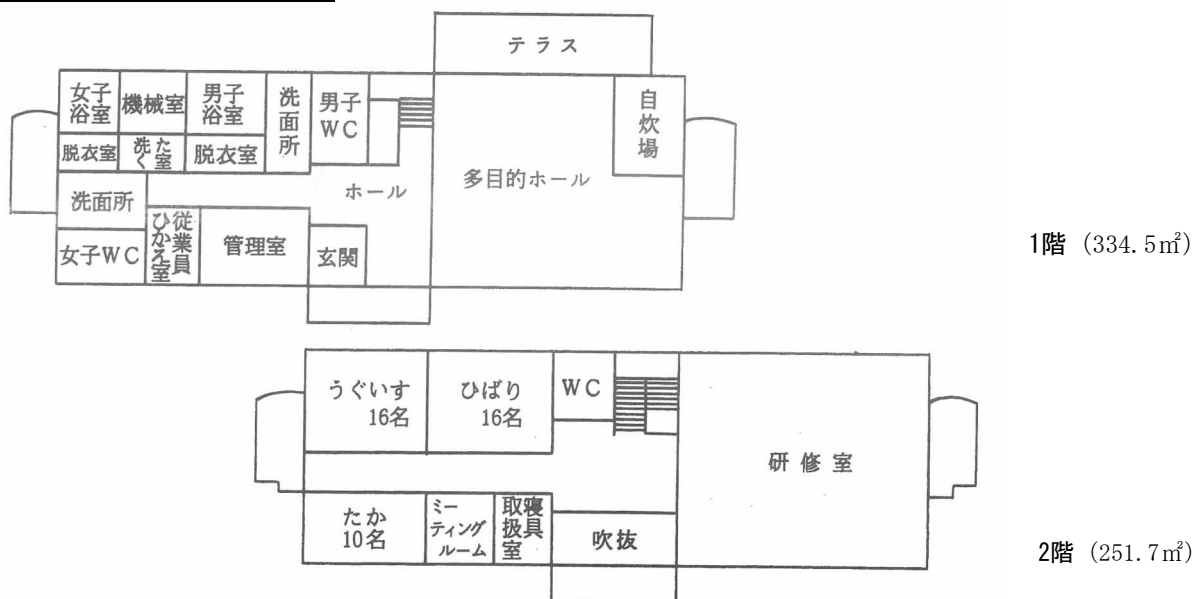 テラス
女子
浴室
機械室
男子
浴室
洗
面
所
男子
WC
自
炊
場
脱衣室
洗た
く室
脱衣室
洗面所
ホール
多目的ホール
女子WC
従業員
ひかえ室
管理室
玄関
1階 (334.5㎡)
うぐいす
16名
ひばり
16名
WC
研修室
たか
10名
ミー
ティング
ルーム
寝具
取扱室
吹抜
2階 (251.7㎡)